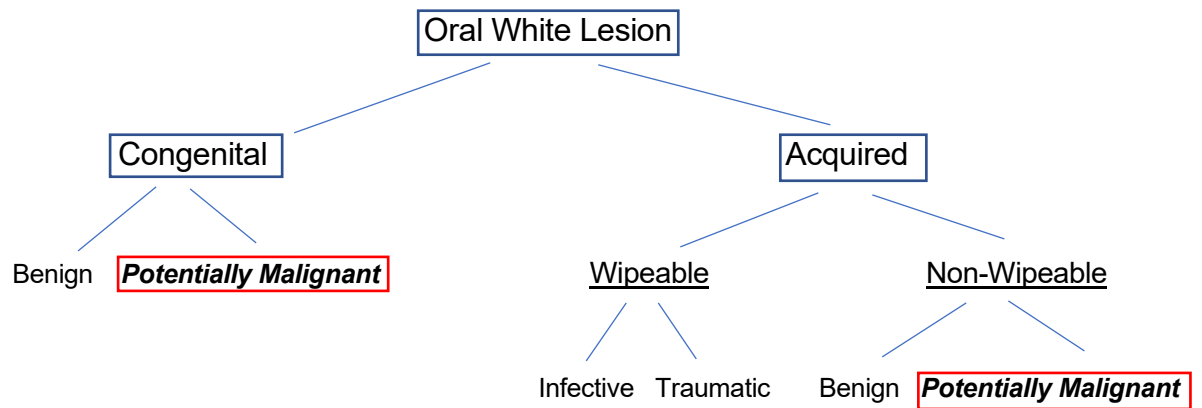 Oral White Lesion
Congenital
Acquired
Benign
Potentially Malignant
Wipeable
Non-Wipeable
Infective
Traumatic
Benign
Potentially Malignant